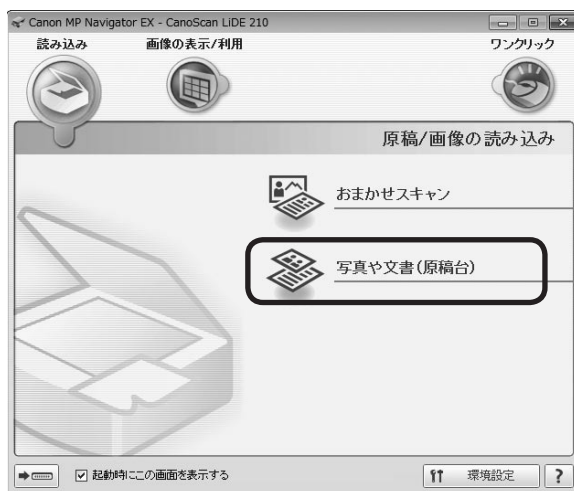 Canon MP Navigator EX - CanoScan LiDE 210
読み込み 画像の表示/利用 ワンクリック
原稿/画像の読み込み
おまかせスキャン
写真や文書(原稿台)
起動時にこの画面を表示する 環境設定 ?